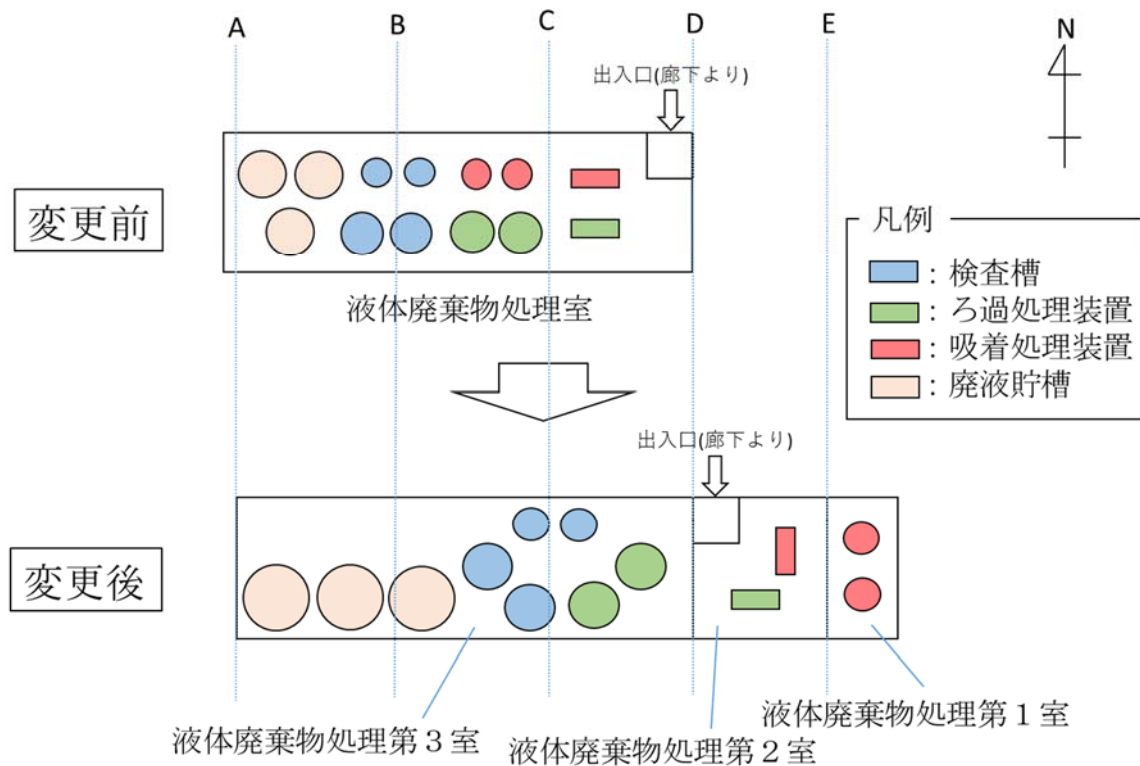 A
B
C
D
E
N
出入口(廊下より)
変更前
凡例
：検査槽
：ろ過処理装置
：吸着処理装置
：廃液貯槽
液体廃棄物処理室
出入口(廊下より)
変更後
液体廃棄物処理第１室
液体廃棄物処理第２室
液体廃棄物処理第３室